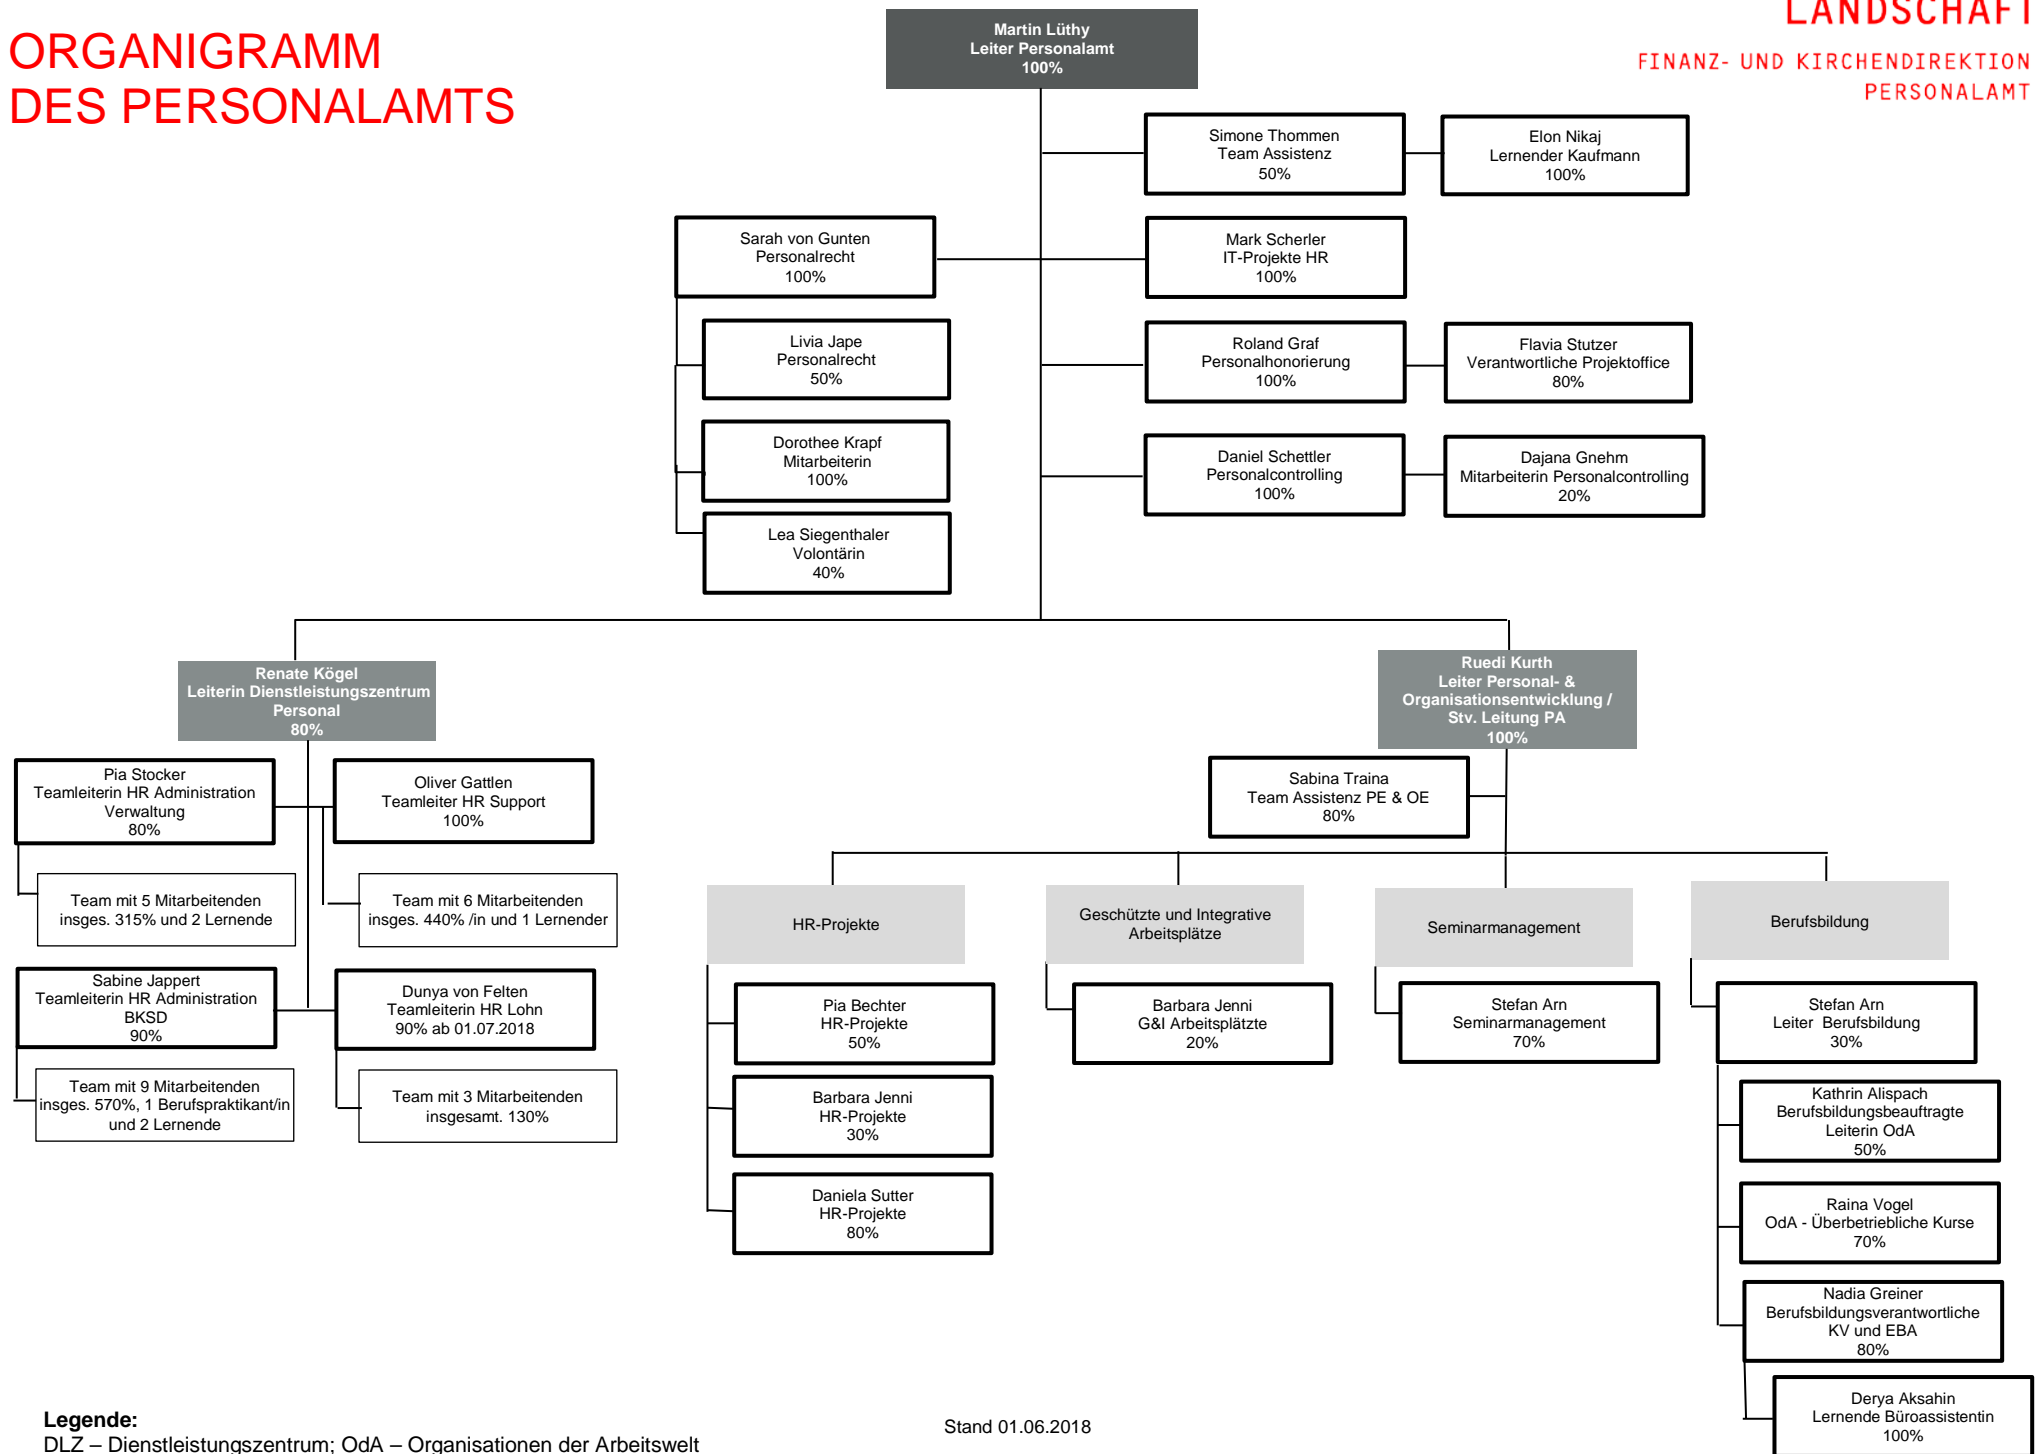 ORGANIGRAMM
DES PERSONALAMTS
LANDSCHAFT
FINANZ- UND KIRCHENDIREKTION
PERSONALAMT
Martin Lüthy
Leiter Personalamt
100%
Simone Thommen
Team Assistenz
50%
Elon Nikaj
Lernender Kaufmann
100%
Sarah von Gunten
Personalrecht
100%
Mark Scherler
IT-Projekte HR
100%
Livia Jape
Personalrecht
50%
Roland Graf
Personalhonorierung
100%
Flavia Stutzer
Verantwortliche Projektoffice
80%
Dorothee Krapf
Mitarbeiterin
100%
Daniel Schettler
Personalcontrolling
100%
Dajana Gnehm
Mitarbeiterin Personalcontrolling
20%
Lea Siegenthaler
Volontärin
40%
Renate Kögel
Leiterin Dienstleistungszentrum
Personal
80%
Ruedi Kurth
Leiter Personal- &
Organisationsentwicklung /
Stv. Leitung PA
100%
Pia Stocker
Teamleiterin HR Administration
Verwaltung
80%
Oliver Gattlen
Teamleiter HR Support
100%
Sabina Traina
Team Assistenz PE & OE
80%
Team mit 5 Mitarbeitenden
insges. 315% und 2 Lernende
Team mit 6 Mitarbeitenden
insges. 440% /in und 1 Lernender
HR-Projekte
Geschützte und Integrative
Arbeitsplätze
Seminarmanagement
Berufsbildung
Sabine Jappert
Teamleiterin HR Administration
BKSD
90%
Dunya von Felten
Teamleiterin HR Lohn
90% ab 01.07.2018
Pia Bechter
HR-Projekte
50%
Barbara Jenni
G&I Arbeitsplätzte
20%
Stefan Arn
Seminarmanagement
70%
Stefan Arn
Leiter Berufsbildung
30%
Team mit 9 Mitarbeitenden
insges. 570%, 1 Berufspraktikant/in
und 2 Lernende
Team mit 3 Mitarbeitenden
insgesamt. 130%
Barbara Jenni
HR-Projekte
30%
Kathrin Alispach
Berufsbildungsbeauftragte
Leiterin OdA
50%
Daniela Sutter
HR-Projekte
80%
Raina Vogel
OdA - Überbetriebliche Kurse
70%
Nadia Greiner
Berufsbildungsverantwortliche
KV und EBA
80%
Derya Aksahin
Lernende Büroassistentin
100%
Legende:
DLZ – Dienstleistungszentrum; OdA – Organisationen der Arbeitswelt
Stand 01.06.2018